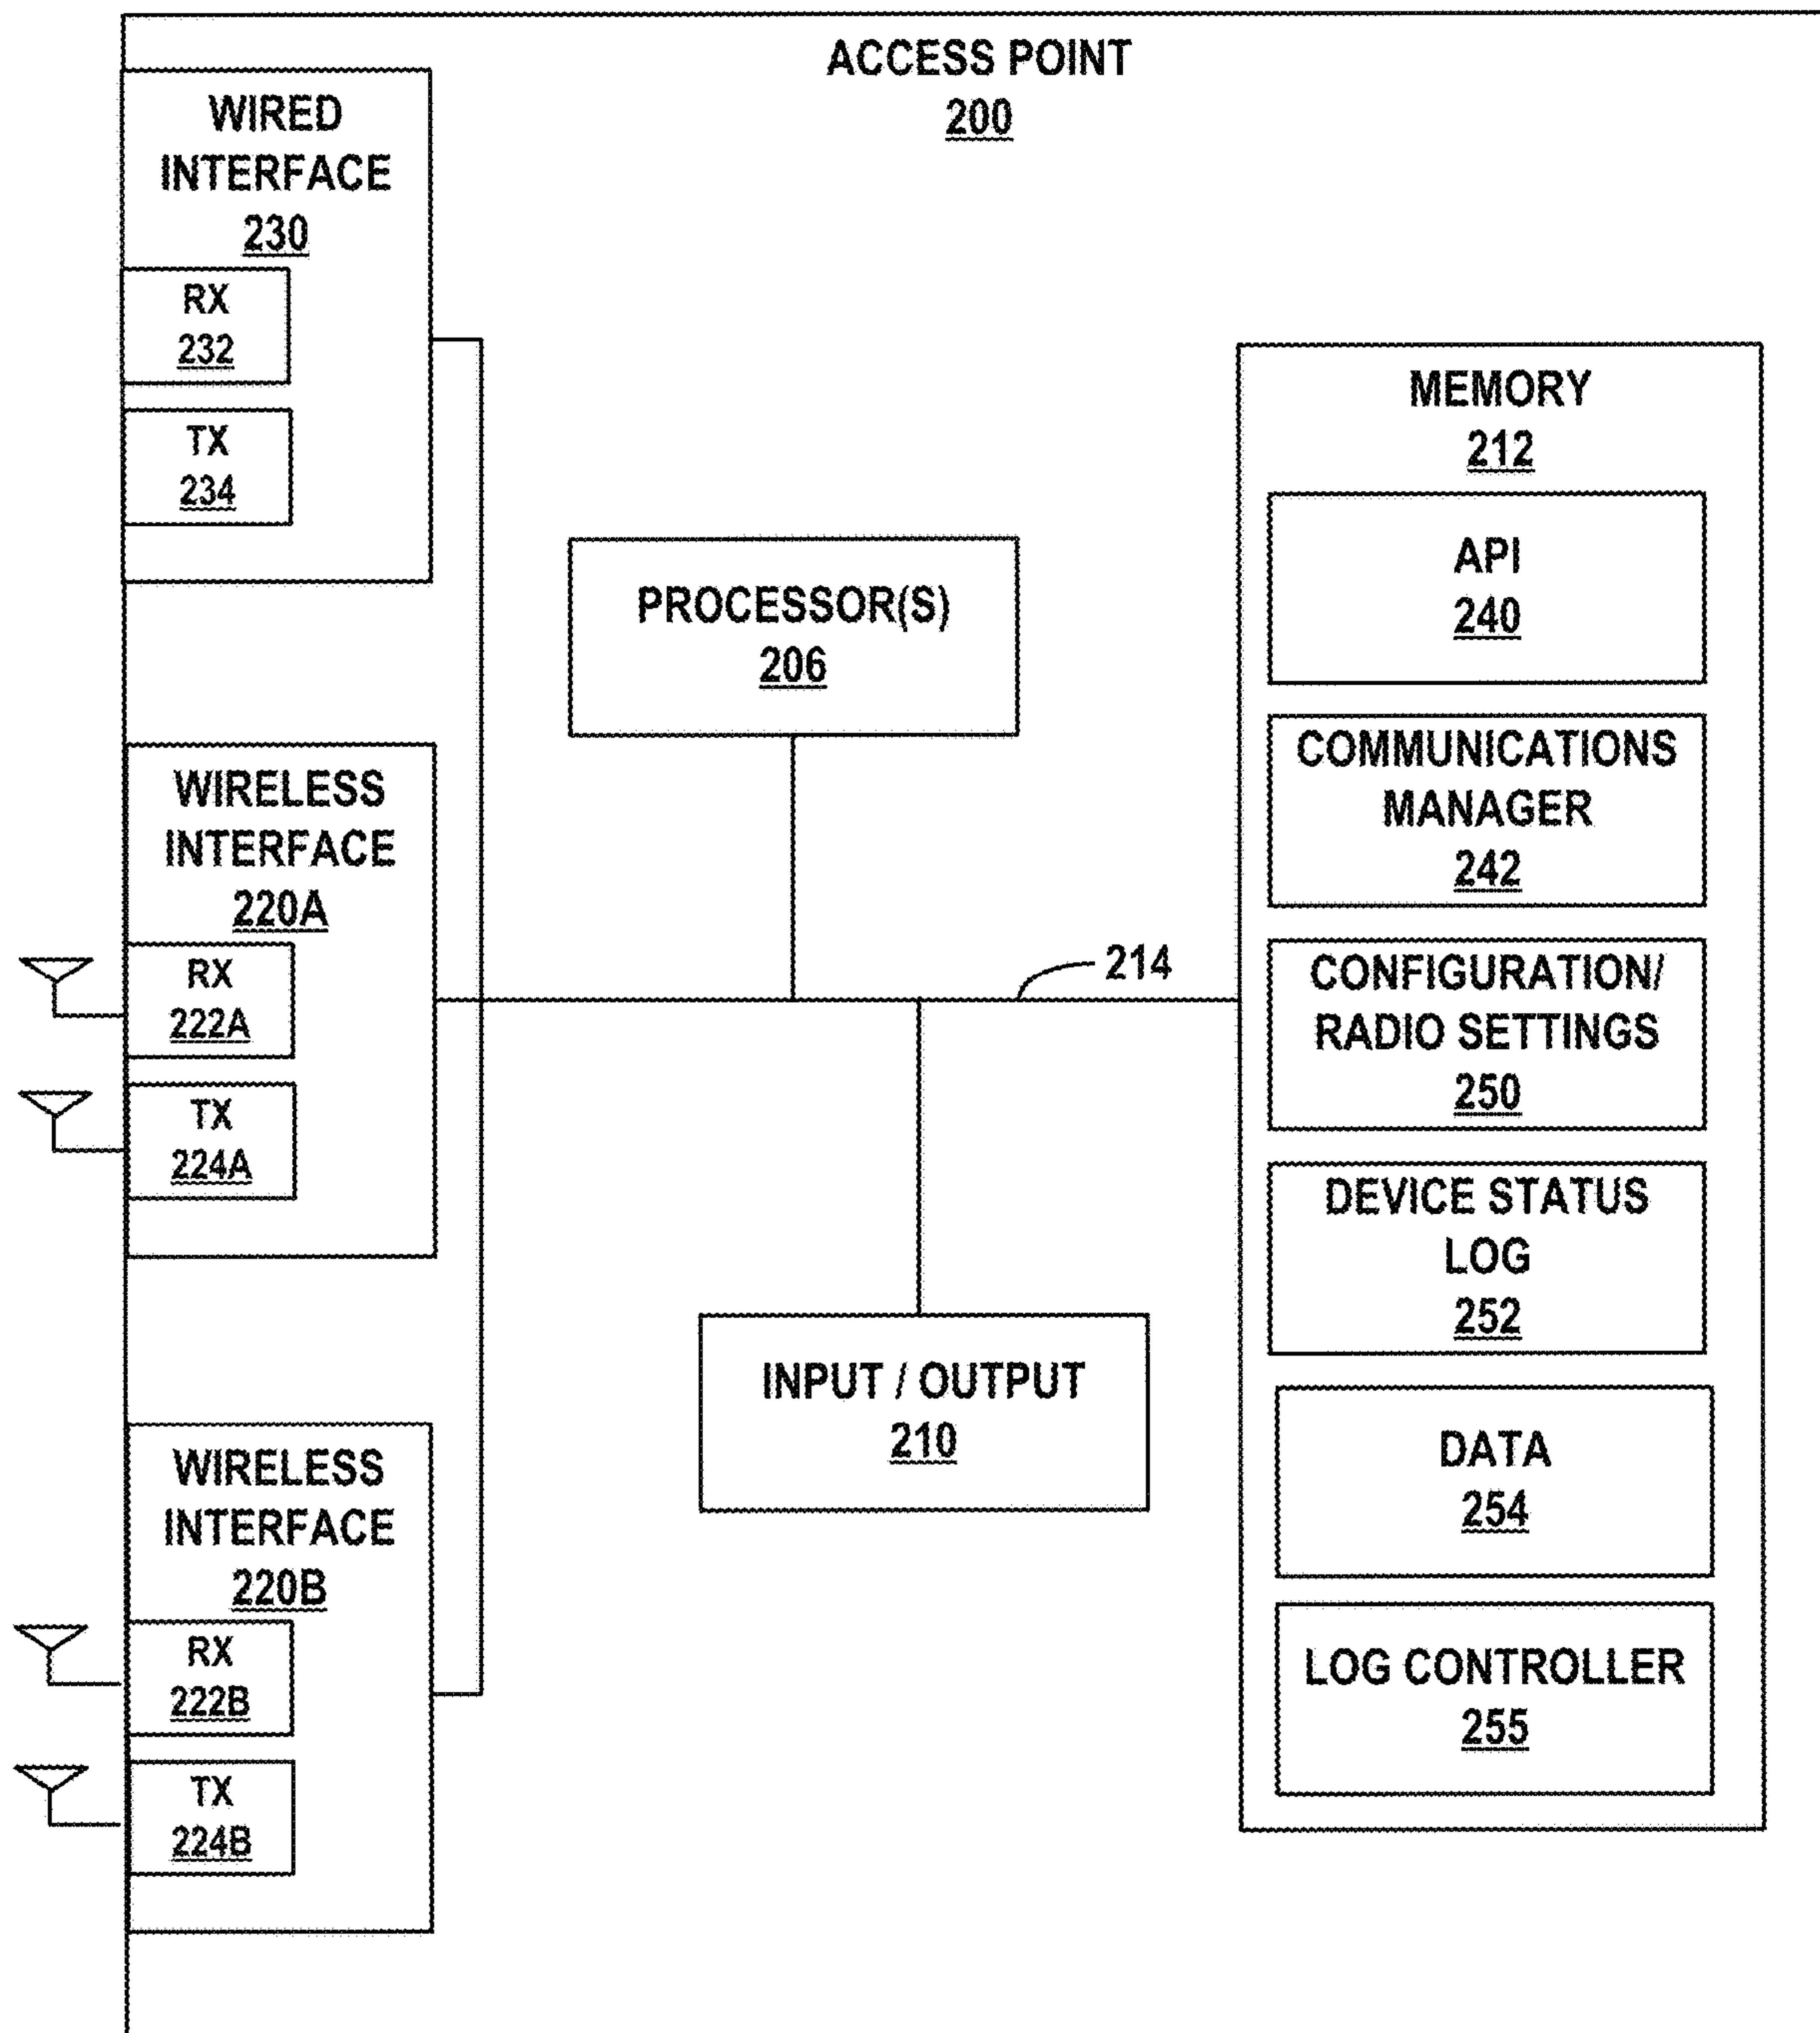 ACCESS POINT
200
WIRED
INTERFACE
230
RX
232
TX
234
WIRELESS
INTERFACE
220A
RX
222A
TX
224A
WIRELESS
INTERFACE
220B
RX
222B
TX
224B
PROCESSOR(S)
206
214
INPUT / OUTPUT
210
MEMORY
212
API
240
COMMUNICATIONS
MANAGER
242
CONFIGURATION/
RADIO SETTINGS
250
DEVICE STATUS
LOG
252
DATA
254
LOG CONTROLLER
255